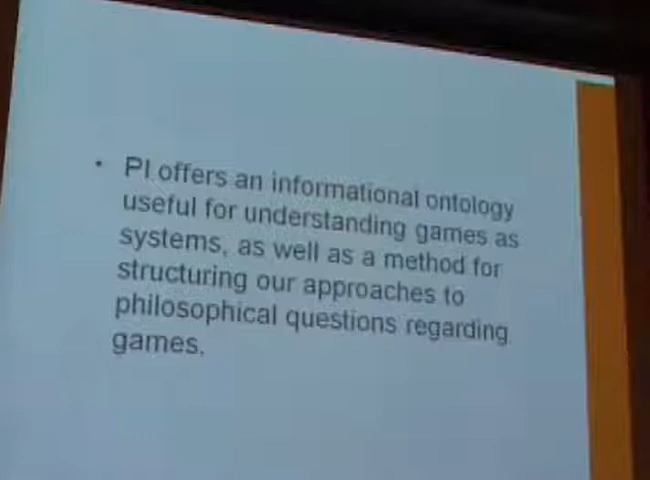 • PI offers an informational ontology
useful for understanding games as
systems, as well as a method for
structuring our approaches to
philosophical questions regarding
games.